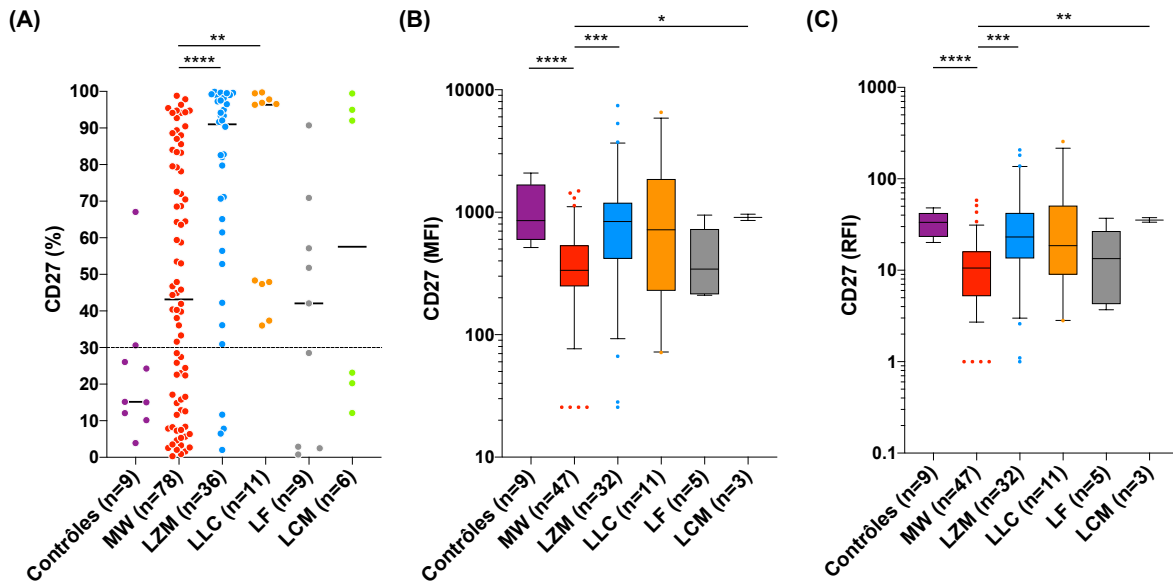 (A)
**
****
CD27 (%)
100
90
80
70
60
50
40
30
20
10
0
Contrôles (n=9)
MW (n=78)
LZM (n=36)
LLC (n=11)
LF (n=9)
LCM (n=6)
(B)
*
***
****
CD27 (MFI)
10000
1000
100
10
Contrôles (n=9)
MW (n=47)
LZM (n=32)
LLC (n=11)
LF (n=5)
LCM (n=3)
(C)
**
***
****
CD27 (RFI)
1000
100
10
1
0.1
Contrôles (n=9)
MW (n=47)
LZM (n=32)
LLC (n=11)
LF (n=5)
LCM (n=3)